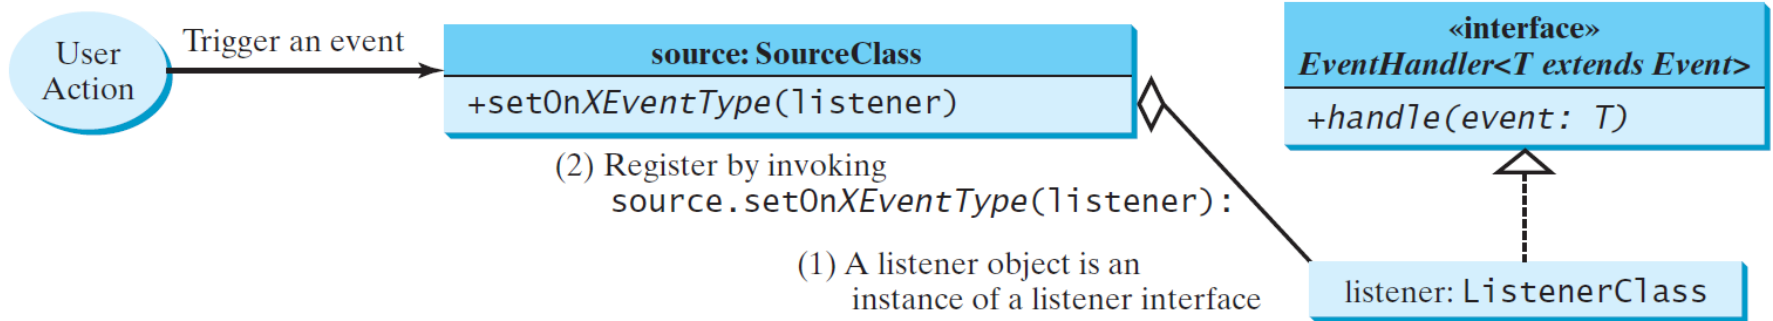 User
Action
Trigger an event
source: SourceClass
+setOnXEventType(listener)
(2) Register by invoking
source.setOnXEventType(listener):
(1) A listener object is an
instance of a listener interface
«interface»
EventHandler<T extends Event>
+handle(event: T)
listener: ListenerClass